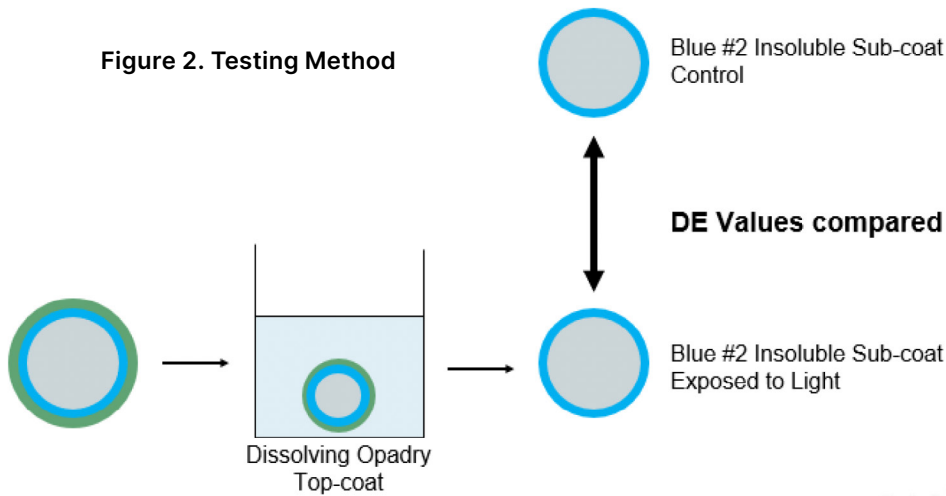 Figure 2. Testing Method
Blue #2 Insoluble Sub-coat
Control
DE Values compared
Blue #2 Insoluble Sub-coat
Exposed to Light
Dissolving Opadry
Top-coat